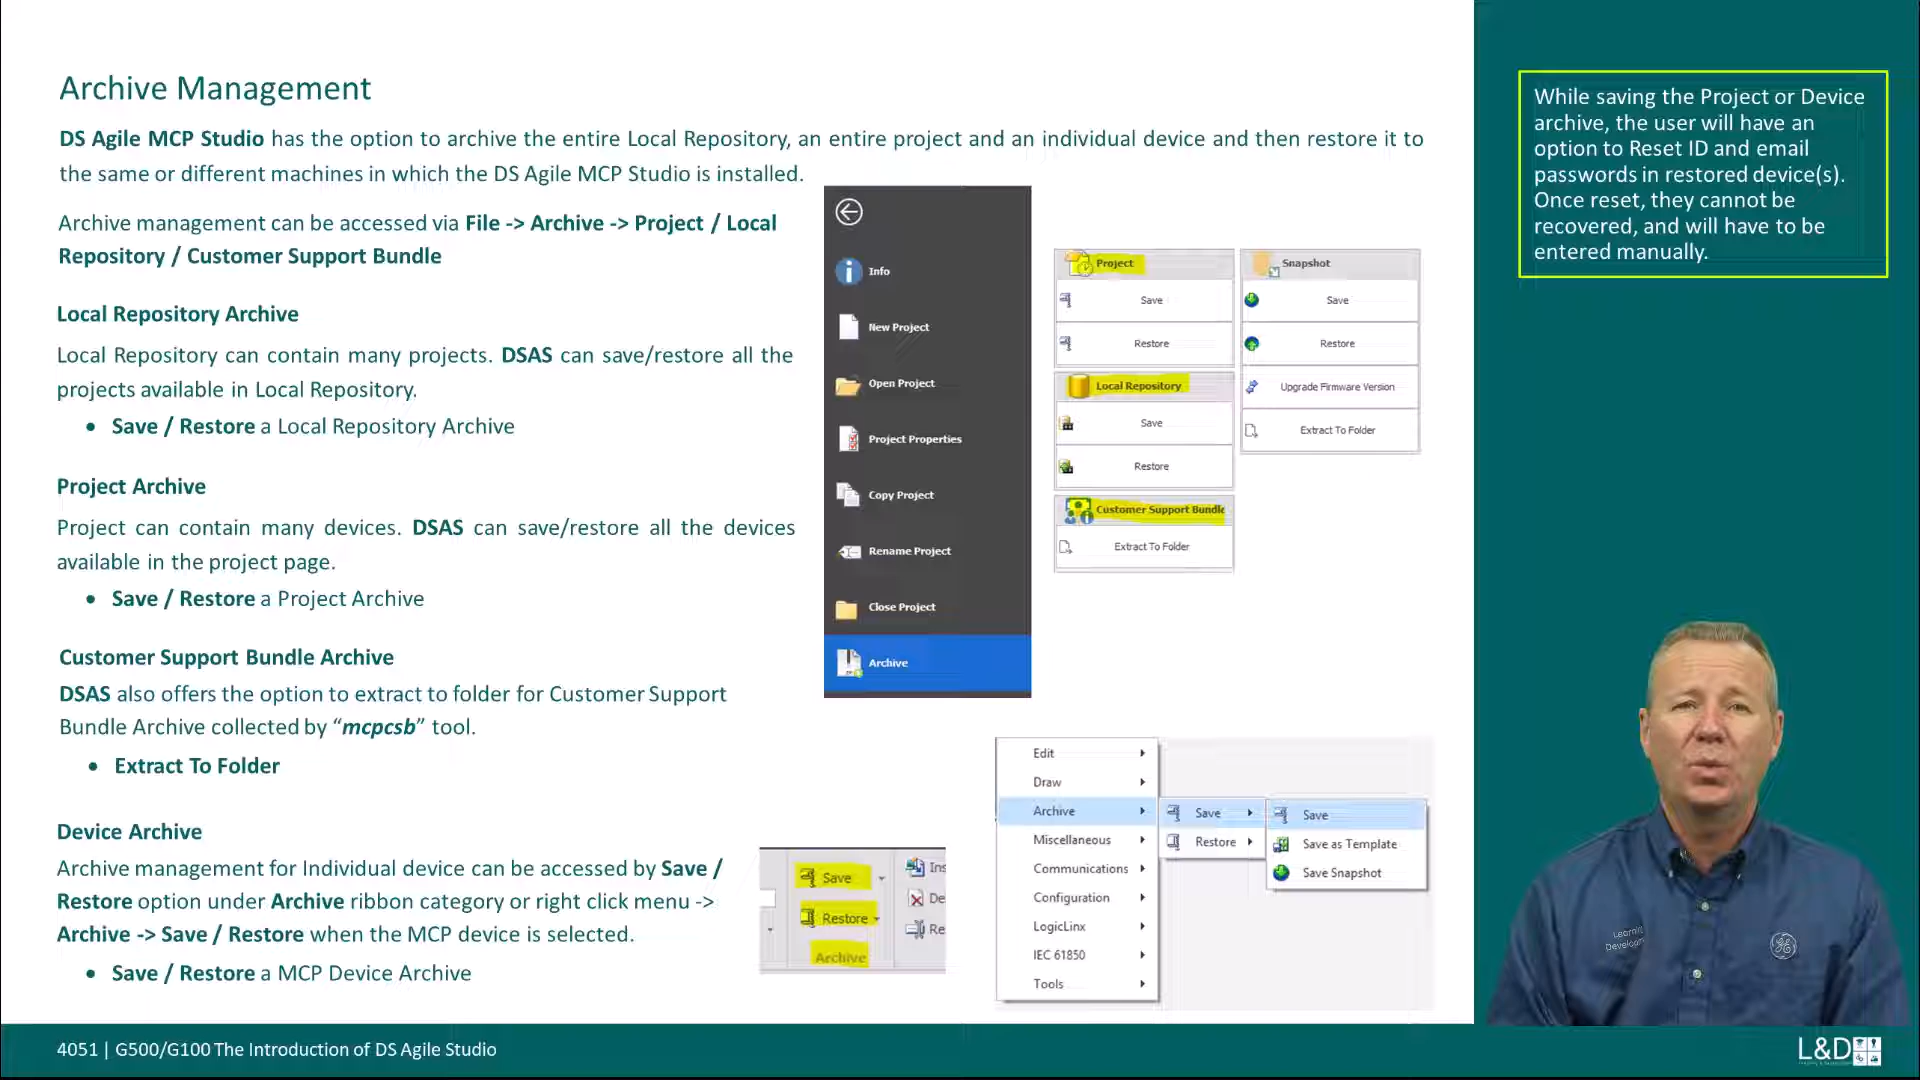 Archive Management
DS Agile MCP Studio has the option to archive the entire Local Repository, an entire project and an individual device and then restore it to
the same or different machines in which the DS Agile MCP Studio is installed.
Archive management can be accessed via File -> Archive -> Project / Local
Repository / Customer Support Bundle
Local Repository Archive
Local Repository can contain many projects. DSAS can save/restore all the
projects available in Local Repository.
• Save / Restore a Local Repository Archive
Project Archive
Project can contain many devices. DSAS can save/restore all the devices
available in the project page.
• Save / Restore a Project Archive
Customer Support Bundle Archive
DSAS also offers the option to extract to folder for Customer Support
Bundle Archive collected by “mcpcsb” tool.
• Extract To Folder
Device Archive
Archive management for Individual device can be accessed by Save /
Restore option under Archive ribbon category or right click menu ->
Archive -> Save / Restore when the MCP device is selected.
• Save / Restore a MCP Device Archive
Info
New Project
Open Project
Project Properties
Copy Project
Rename Project
Close Project
Archive
Project
Save
Restore
Local Repository
Save
Restore
Customer Support Bundle
Extract To Folder
Snapshot
Save
Restore
Upgrade Firmware Version
Extract To Folder
Save
Restore
Archive
Ins
De
Re
Edit
Draw
Archive
Miscellaneous
Communications
Configuration
LogicLinx
IEC 61850
Tools
Save
Restore
Save
Save as Template
Save Snapshot
While saving the Project or Device
archive, the user will have an
option to Reset ID and email
passwords in restored device(s).
Once reset, they cannot be
recovered, and will have to be
entered manually.
GE
4051 | G500/G100 The Introduction of DS Agile Studio
L&D